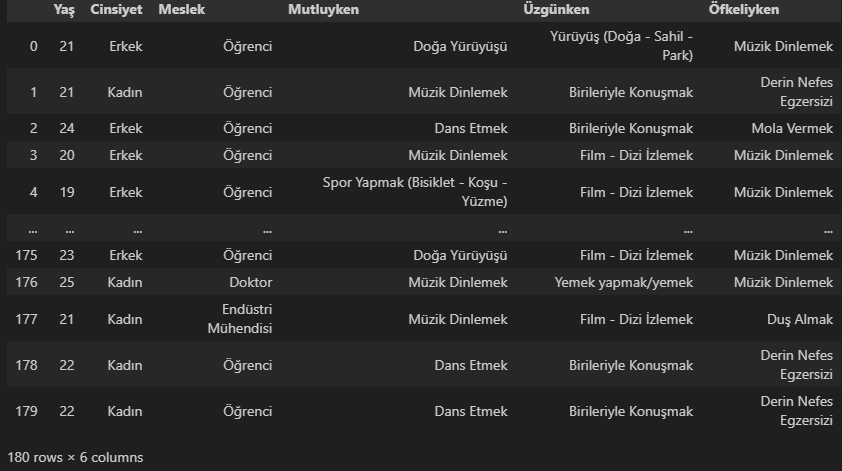 Yaş Cinsiyet Meslek Mutluyken Üzgünken Öfkeliyken
0 21 Erkek Öğrenci Doğa Yürüyüşü Yürüyüş (Doğa - Sahil - Park) Müzik Dinlemek
1 21 Kadın Öğrenci Müzik Dinlemek Birileriyle Konuşmak Derin Nefes Egzersizi
2 24 Erkek Öğrenci Dans Etmek Birileriyle Konuşmak Mola Vermek
3 20 Erkek Öğrenci Müzik Dinlemek Film - Dizi İzlemek Müzik Dinlemek
4 19 Erkek Öğrenci Spor Yapmak (Bisiklet - Koşu - Yüzme) Film - Dizi İzlemek Müzik Dinlemek
... ... ... ... ... ... ...
175 23 Erkek Öğrenci Doğa Yürüyüşü Film - Dizi İzlemek Müzik Dinlemek
176 25 Kadın Doktor Müzik Dinlemek Yemek yapmak/yemek Müzik Dinlemek
177 21 Kadın Endüstri Mühendisi Müzik Dinlemek Film - Dizi İzlemek Duş Almak
178 22 Kadın Öğrenci Dans Etmek Birileriyle Konuşmak Derin Nefes Egzersizi
179 22 Kadın Öğrenci Dans Etmek Birileriyle Konuşmak Derin Nefes Egzersizi
180 rows × 6 columns